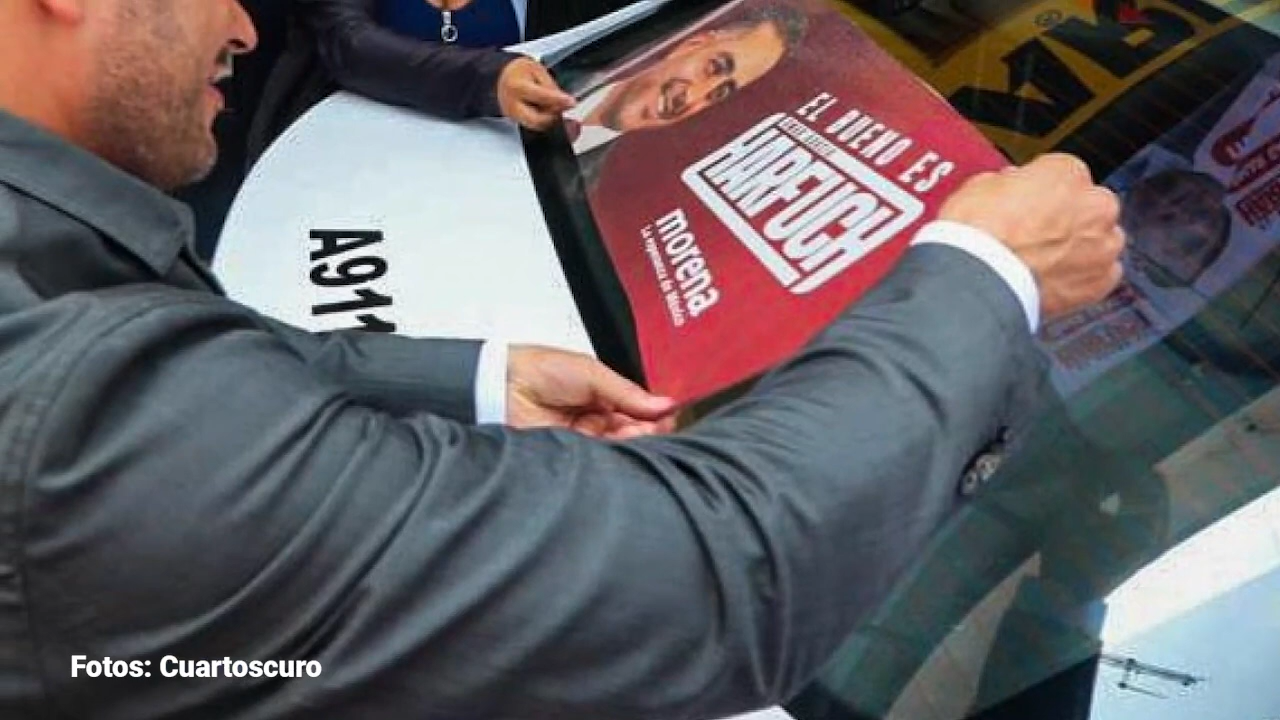 EL BUENO ES
HARFUCH
morena
La esperanza de México
A911
Fotos: Cuartoscuro